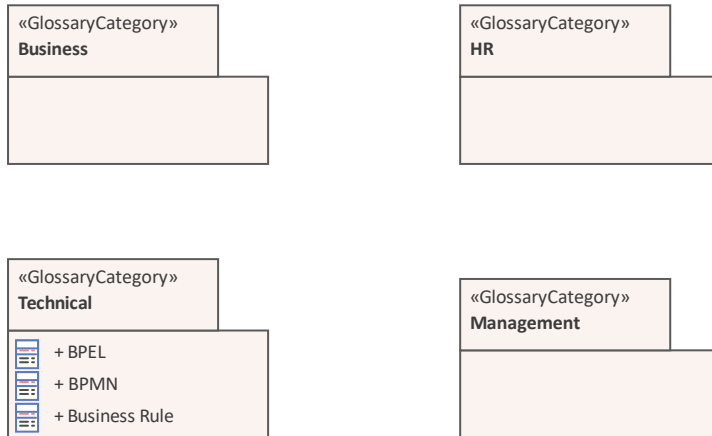 «GlossaryCategory»
Business
«GlossaryCategory»
HR
«GlossaryCategory»
Technical
+ BPEL
+ BPMN
+ Business Rule
«GlossaryCategory»
Management